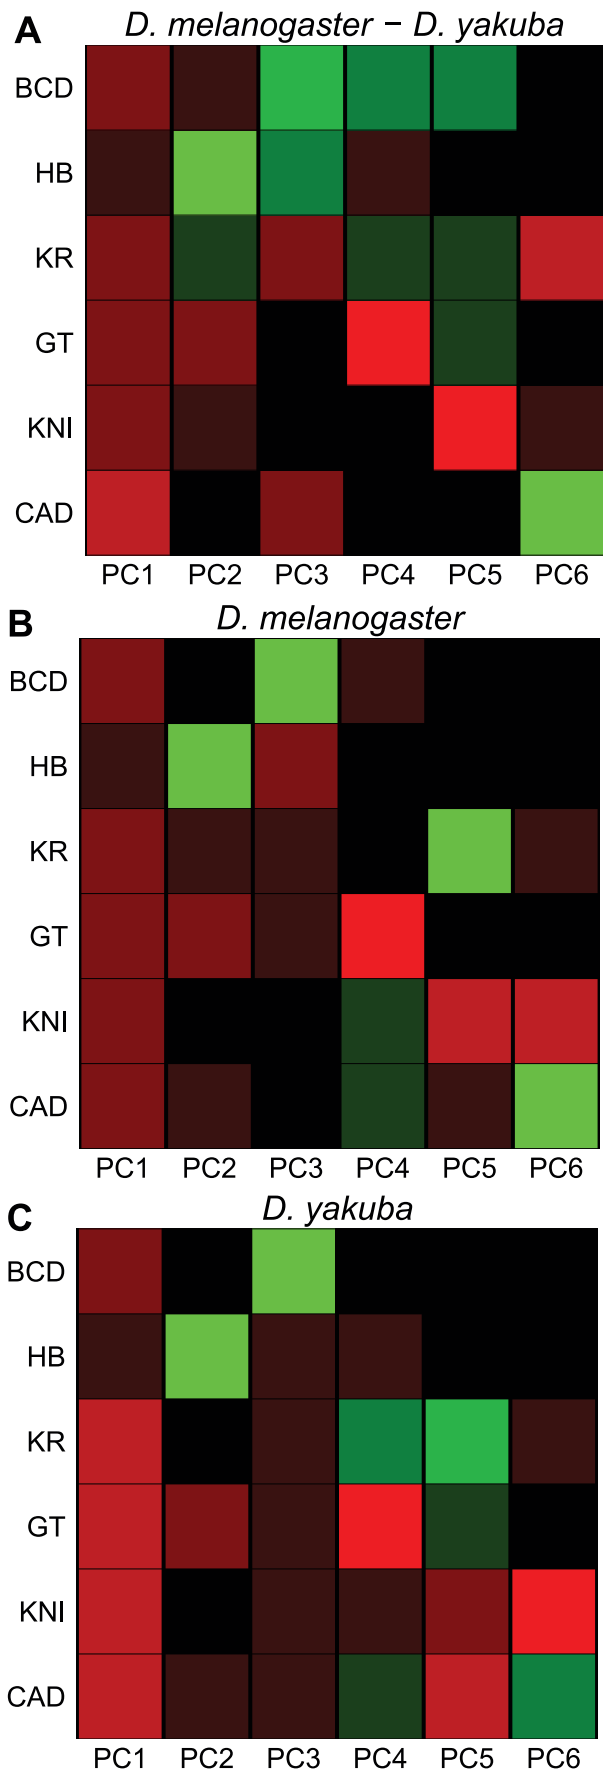 A D. melanogaster – D. yakuba
BCD
HB
KR
GT
KNI
CAD
PC1 PC2 PC3 PC4 PC5 PC6
B D. melanogaster
BCD
HB
KR
GT
KNI
CAD
PC1 PC2 PC3 PC4 PC5 PC6
C D. yakuba
BCD
HB
KR
GT
KNI
CAD
PC1 PC2 PC3 PC4 PC5 PC6